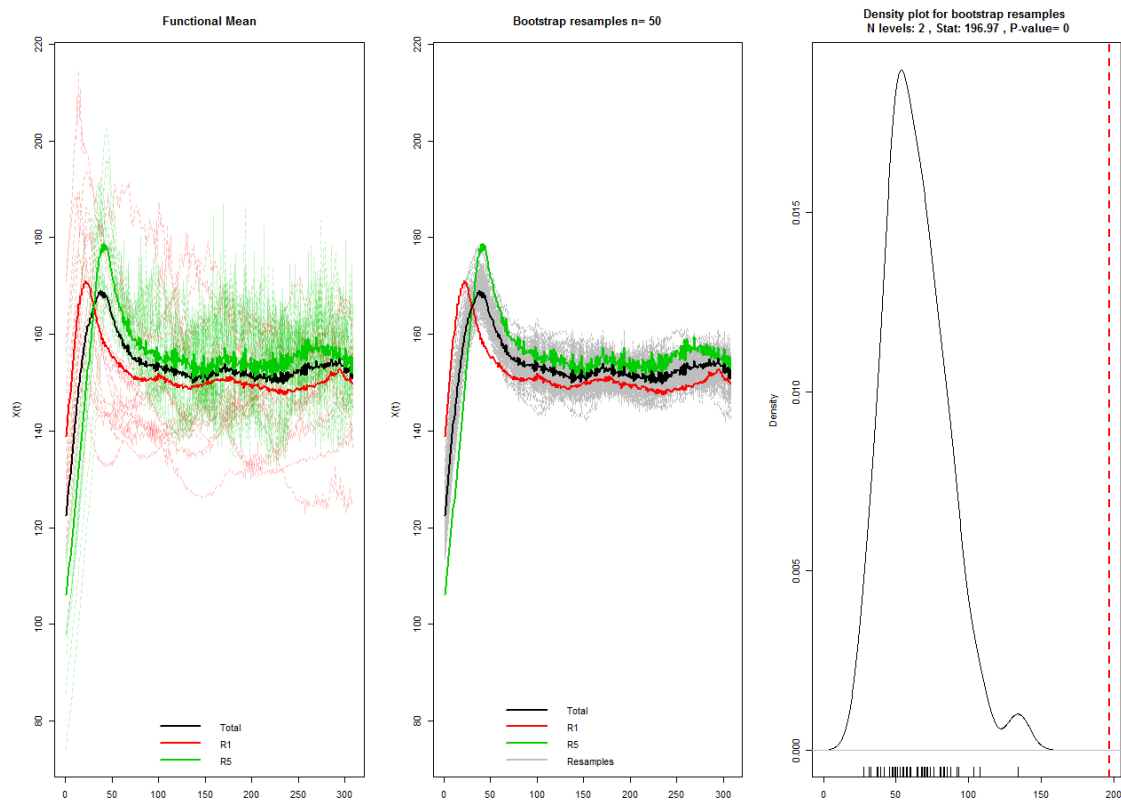 Functional Mean
X(t)
220
200
180
160
140
120
100
80
0
50
100
150
200
250
300
Total
R1
R5
Bootstrap resamples n= 50
X(t)
220
200
180
160
140
120
100
80
0
50
100
150
200
250
300
Total
R1
R5
Resamples
Density plot for bootstrap resamples
N levels: 2 , Stat: 196.97 , P-value= 0
Density
0.015
0.010
0.005
0.000
0
50
100
150
200